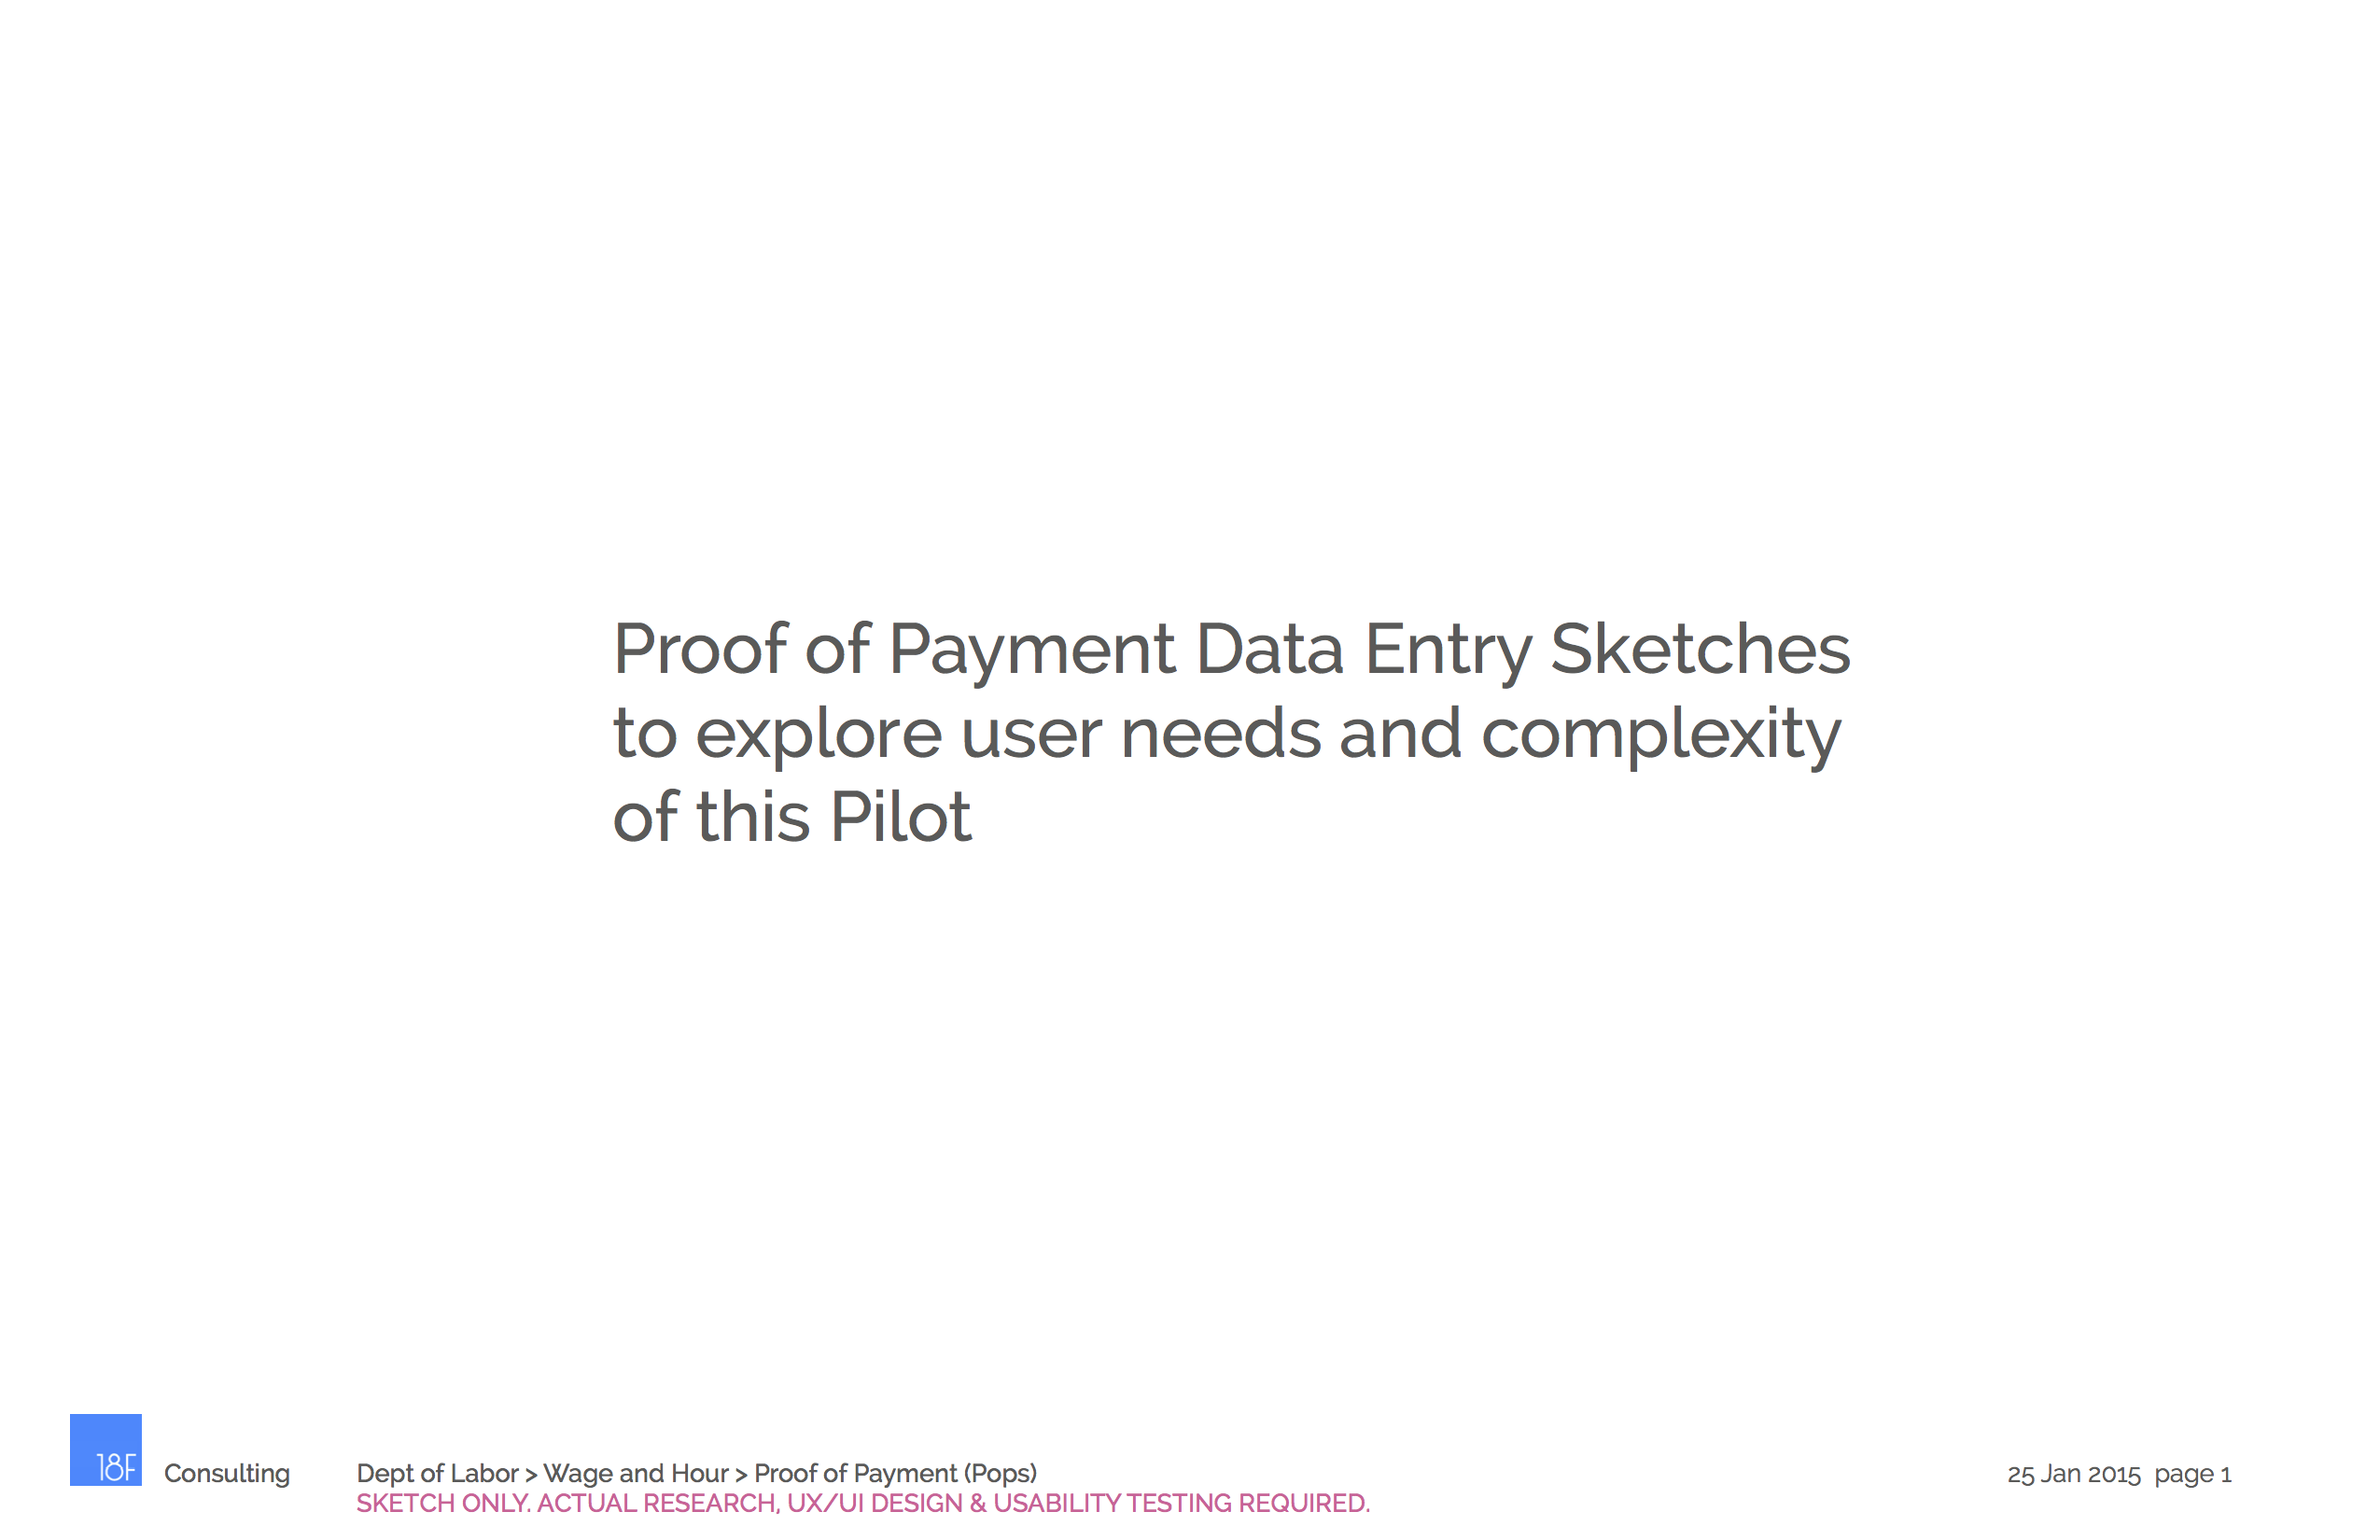 Proof of Payment Data Entry Sketches
to explore user needs and complexity
of this Pilot
18F
Consulting
Dept of Labor > Wage and Hour > Proof of Payment (Pops)
SKETCH ONLY. ACTUAL RESEARCH, UX/UI DESIGN & USABILITY TESTING REQUIRED.
25 Jan 2015 page 1